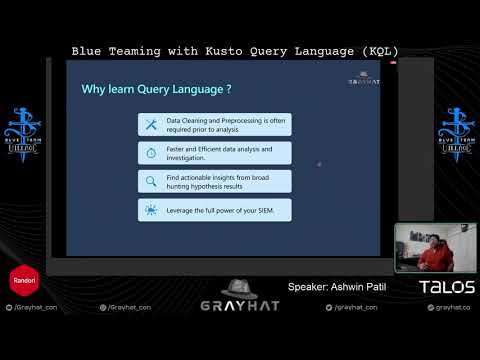 Blue Teaming with Kusto Query Language (KQL)
GRAYHAT
Why learn Query Language ?
Data Cleaning and Preprocessing is often
required prior to analysis
Faster and Efficient data analysis and
investigation.
Find actionable insights from broad
hunting hypothesis results
Leverage the full power of your SIEM.
BLUE TEAM
VILLAGE
BLUE TEAM
VILLAGE
Randori
Speaker: Ashwin Patil
TALOS
/Grayhat_con
/Grayhat_con
GRAYHAT
/grayhat_con
grayhat.co